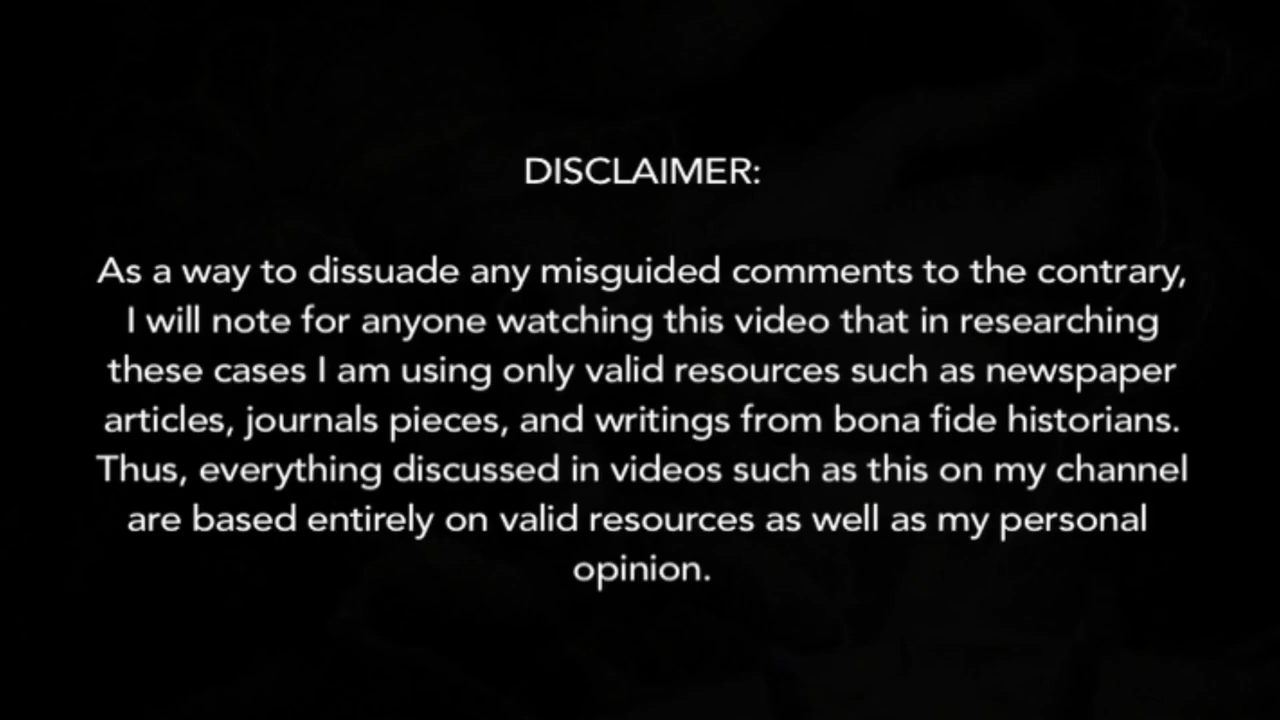 DISCLAIMER:
As a way to dissuade any misguided comments to the contrary,
I will note for anyone watching this video that in researching
these cases I am using only valid resources such as newspaper
articles, journals pieces, and writings from bona fide historians.
Thus, everything discussed in videos such as this on my channel
are based entirely on valid resources as well as my personal
opinion.